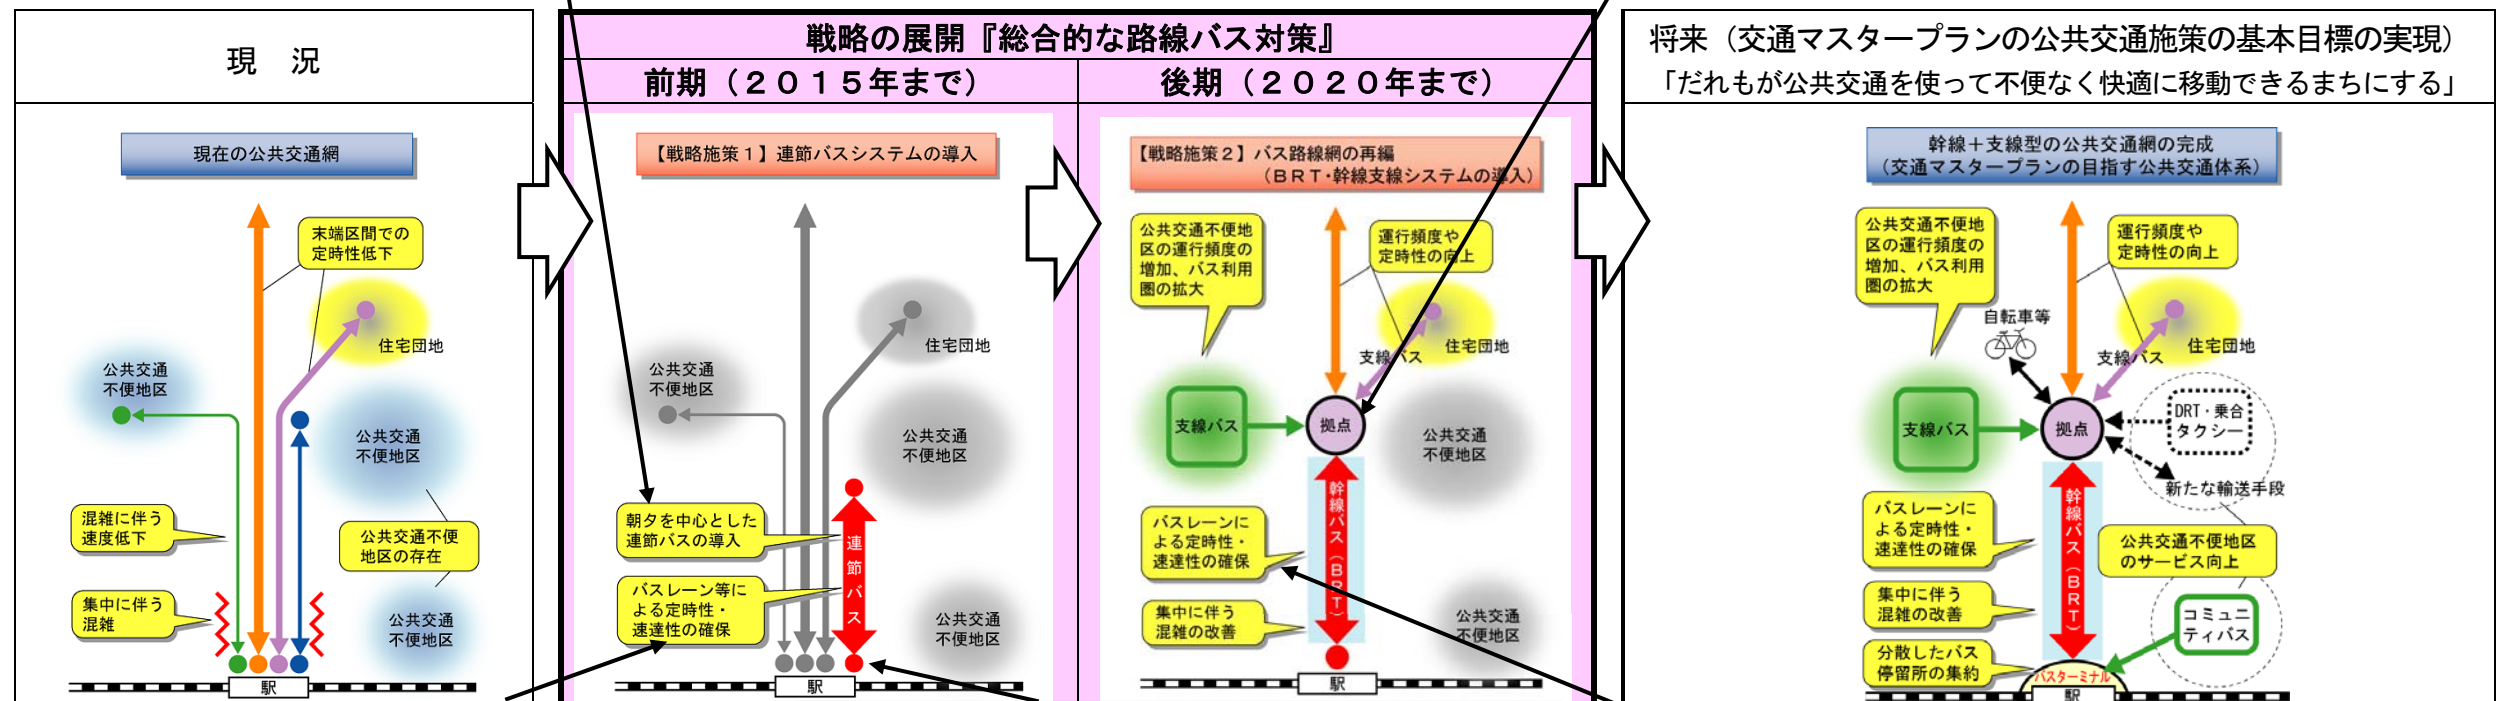 現　況
戦略の展開『総合的な路線バス対策』
前期（２０１５年まで）
後期（２０２０年まで）
将来（交通マスタープランの公共交通施策の基本目標の実現）
「だれもが公共交通を使って不便なく快適に移動できるまちにする」
現在の公共交通網
末端区間での
定時性低下
住宅団地
公共交通
不便地区
公共交通
不便地区
混雑に伴う
速度低下
公共交通不便
地区の存在
集中に伴う
混雑
公共交通
不便地区
駅
【戦略施策１】連節バスシステムの導入
住宅団地
公共交通
不便地区
公共交通
不便地区
朝夕を中心とした
連節バスの導入
連節バス
バスレーン等に
よる定時性・
速達性の確保
公共交通
不便地区
駅
【戦略施策２】バス路線網の再編
（ＢＲＴ・幹線支線システムの導入）
公共交通不便地
区の運行頻度の
増加、バス利用
圏の拡大
運行頻度や
定時性の向上
支線バス
住宅団地
支線バス
拠点
公共交通
不便地区
幹線バス（ＢＲＴ）
バスレーンに
よる定時性・
速達性の確保
集中に伴う
混雑の改善
公共交通
不便地区
駅
幹線＋支線型の公共交通網の完成
（交通マスタープランの目指す公共交通体系）
公共交通不便地
区の運行頻度の
増加、バス利用
圏の拡大
運行頻度や
定時性の向上
自転車等
支線バス
住宅団地
支線バス
拠点
DRT・乗合
タクシー
新たな輸送手段
幹線バス（ＢＲＴ）
バスレーンに
よる定時性・
速達性の確保
公共交通不便地区
のサービス向上
集中に伴う
混雑の改善
コミュニ
ティバス
分散したバス
停留所の集約
バスターミナル
駅